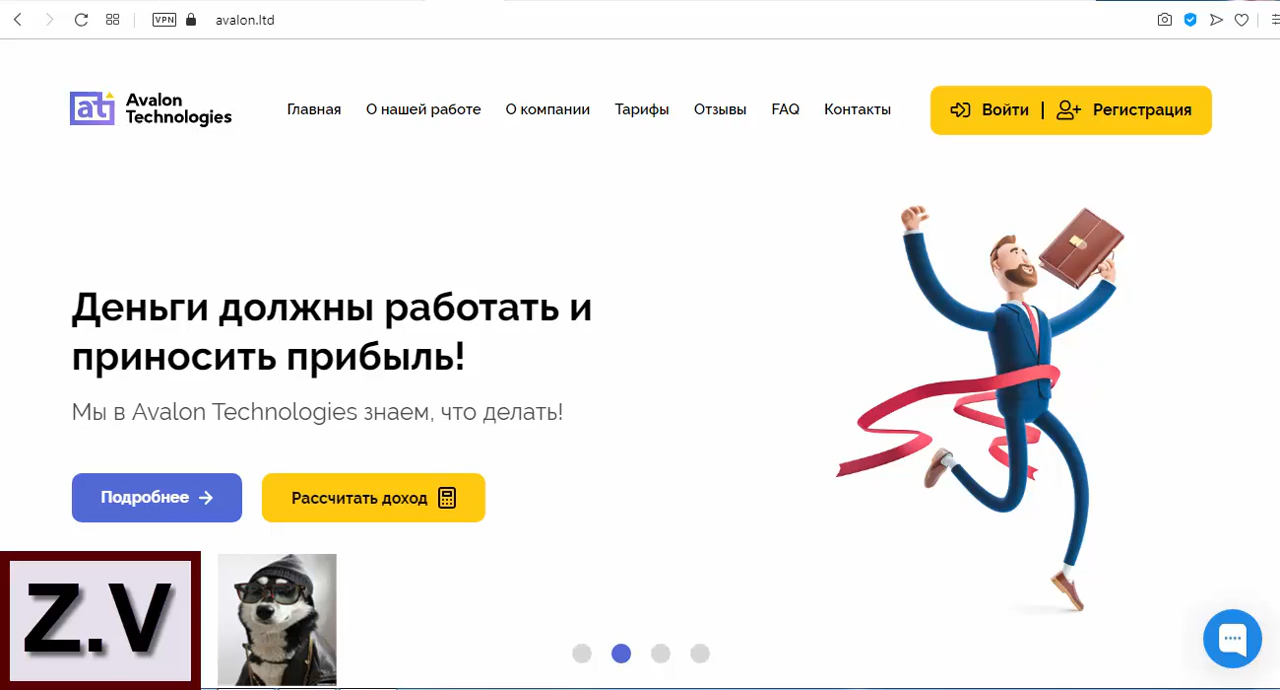 VPN avalon.ltd
at Avalon
Technologies
Главная О нашей работе О компании Тарифы Отзывы FAQ Контакты Войти | Регистрация
Деньги должны работать и
приносить прибыль!
Мы в Avalon Technologies знаем, что делать!
Подробнее → Рассчитать доход
Z.V